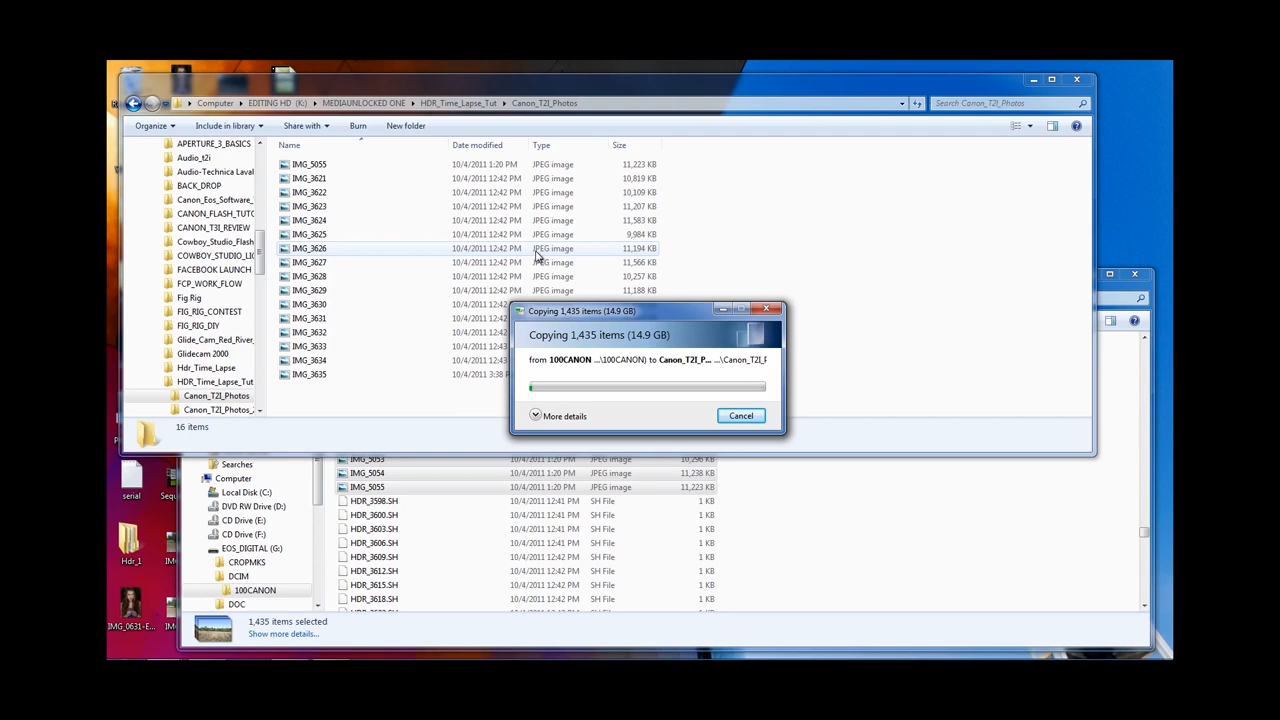 Computer ▸ EDITING HD (K:) ▸ MEDIAUNLOCKED ONE ▸ HDR_Time_Lapse_Tut ▸ Canon_T2I_Photos
Search Canon_T2I_Photos
Organize Include in library Share with Burn New folder
Name Date modified Type Size
APERTURE_3_BASICS
Audio_t2i
Audio-Technica Laval
BACK_DROP
Canon_Eos_Software_
CANON_FLASH_TUTO
CANON_T3I_REVIEW
Cowboy_Studio_Flash
COWBOY_STUDIO_LIG
FACEBOOK LAUNCH
FCP_WORK_FLOW
Fig Rig
FIG_RIG_CONTEST
FIG_RIG_DIY
Glide_Cam_Red_River_
Glidecam 2000
Hdr_Time_Lapse
HDR_Time_Lapse_Tut
Canon_T2I_Photos
Canon_T2I_Photos_
IMG_5055 10/4/2011 1:20 PM JPEG image 11,223 KB
IMG_3621 10/4/2011 12:42 PM JPEG image 10,819 KB
IMG_3622 10/4/2011 12:42 PM JPEG image 10,109 KB
IMG_3623 10/4/2011 12:42 PM JPEG image 11,207 KB
IMG_3624 10/4/2011 12:42 PM JPEG image 11,583 KB
IMG_3625 10/4/2011 12:42 PM JPEG image 9,984 KB
IMG_3626 10/4/2011 12:42 PM JPEG image 11,194 KB
IMG_3627 10/4/2011 12:42 PM JPEG image 11,566 KB
IMG_3628 10/4/2011 12:42 PM JPEG image 10,257 KB
IMG_3629 10/4/2011 12:42 PM JPEG image 11,188 KB
IMG_3630 10/4/2011 12:42
IMG_3631 10/4/2011 12:42
IMG_3632 10/4/2011 12:42
IMG_3633 10/4/2011 12:43
IMG_3634 10/4/2011 12:43
IMG_3635 10/4/2011 3:38 P
16 items
Copying 1,435 items (14.9 GB)
Copying 1,435 items (14.9 GB)
from 100CANON ...\100CANON) to Canon_T2I_P... ...\Canon_T2I_P
More details
Cancel
Searches
Computer
Local Disk (C:)
DVD RW Drive (D:)
CD Drive (E:)
CD Drive (F:)
EOS_DIGITAL (G:)
CROPMKS
DCIM
100CANON
DOC
IMG_5053 10/4/2011 1:20 PM JPEG image 10,296 KB
IMG_5054 10/4/2011 1:20 PM JPEG image 11,238 KB
IMG_5055 10/4/2011 1:20 PM JPEG image 11,223 KB
HDR_3598.SH 10/4/2011 12:41 PM SH File 1 KB
HDR_3600.SH 10/4/2011 12:41 PM SH File 1 KB
HDR_3603.SH 10/4/2011 12:41 PM SH File 1 KB
HDR_3606.SH 10/4/2011 12:41 PM SH File 1 KB
HDR_3609.SH 10/4/2011 12:42 PM SH File 1 KB
HDR_3612.SH 10/4/2011 12:42 PM SH File 1 KB
HDR_3615.SH 10/4/2011 12:42 PM SH File 1 KB
HDR_3618.SH 10/4/2011 12:42 PM SH File 1 KB
1,435 items selected
Show more details...
serial
Sequ
Hdr_1
IM
IMG_0631-E...
IM